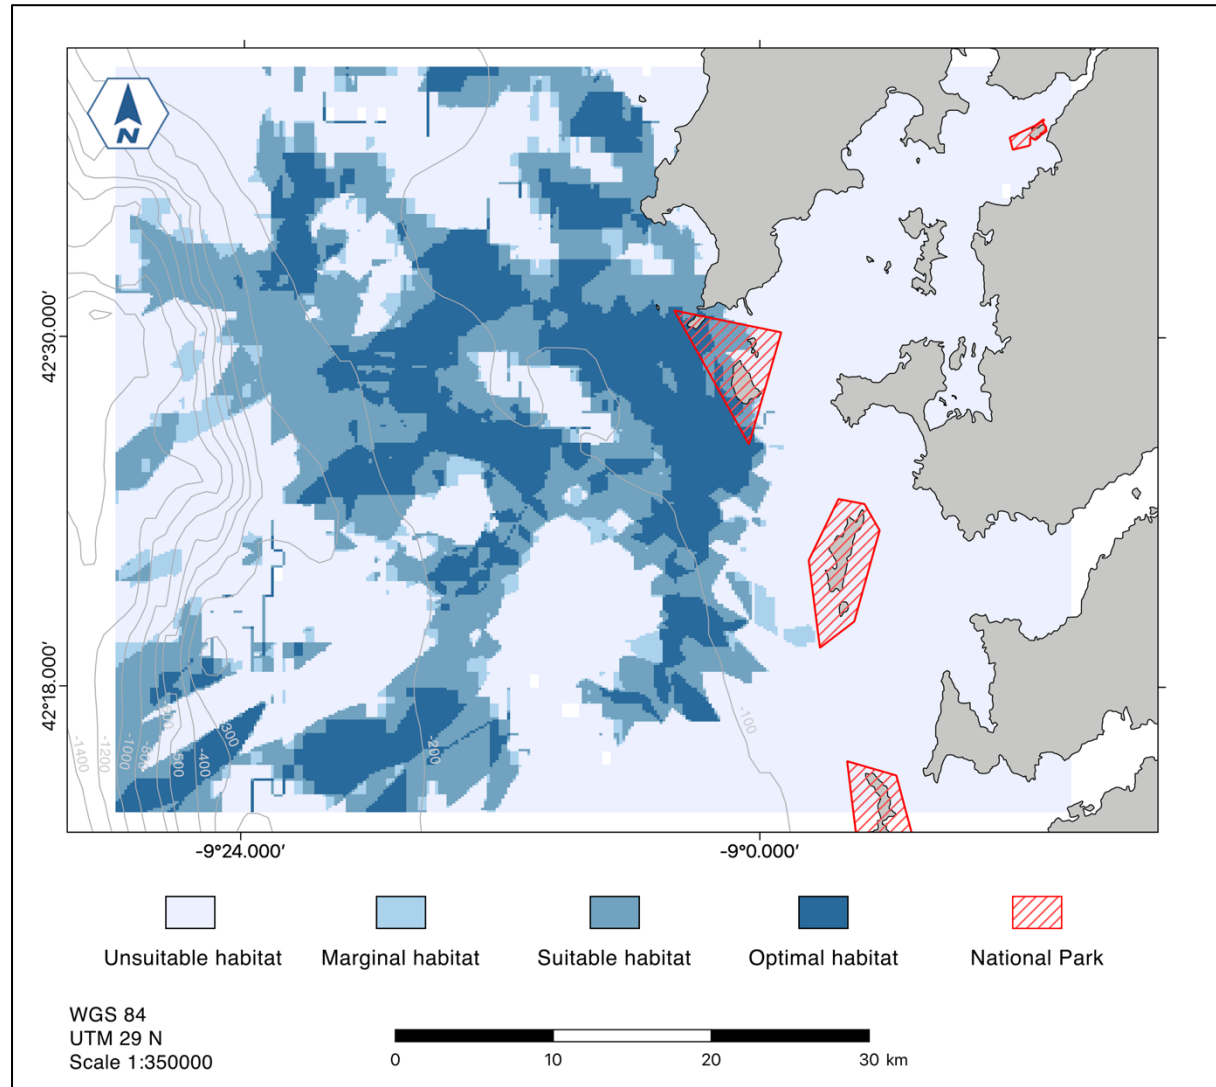 N
42°30.000'
42°18.000'
-1400
-1200
-1000
-800
-500
-400
-300
-200
-100
-9°24.000'
-9°0.000'
Unsuitable habitat
Marginal habitat
Suitable habitat
Optimal habitat
National Park
WGS 84
UTM 29 N
Scale 1:350000
0
10
20
30 km